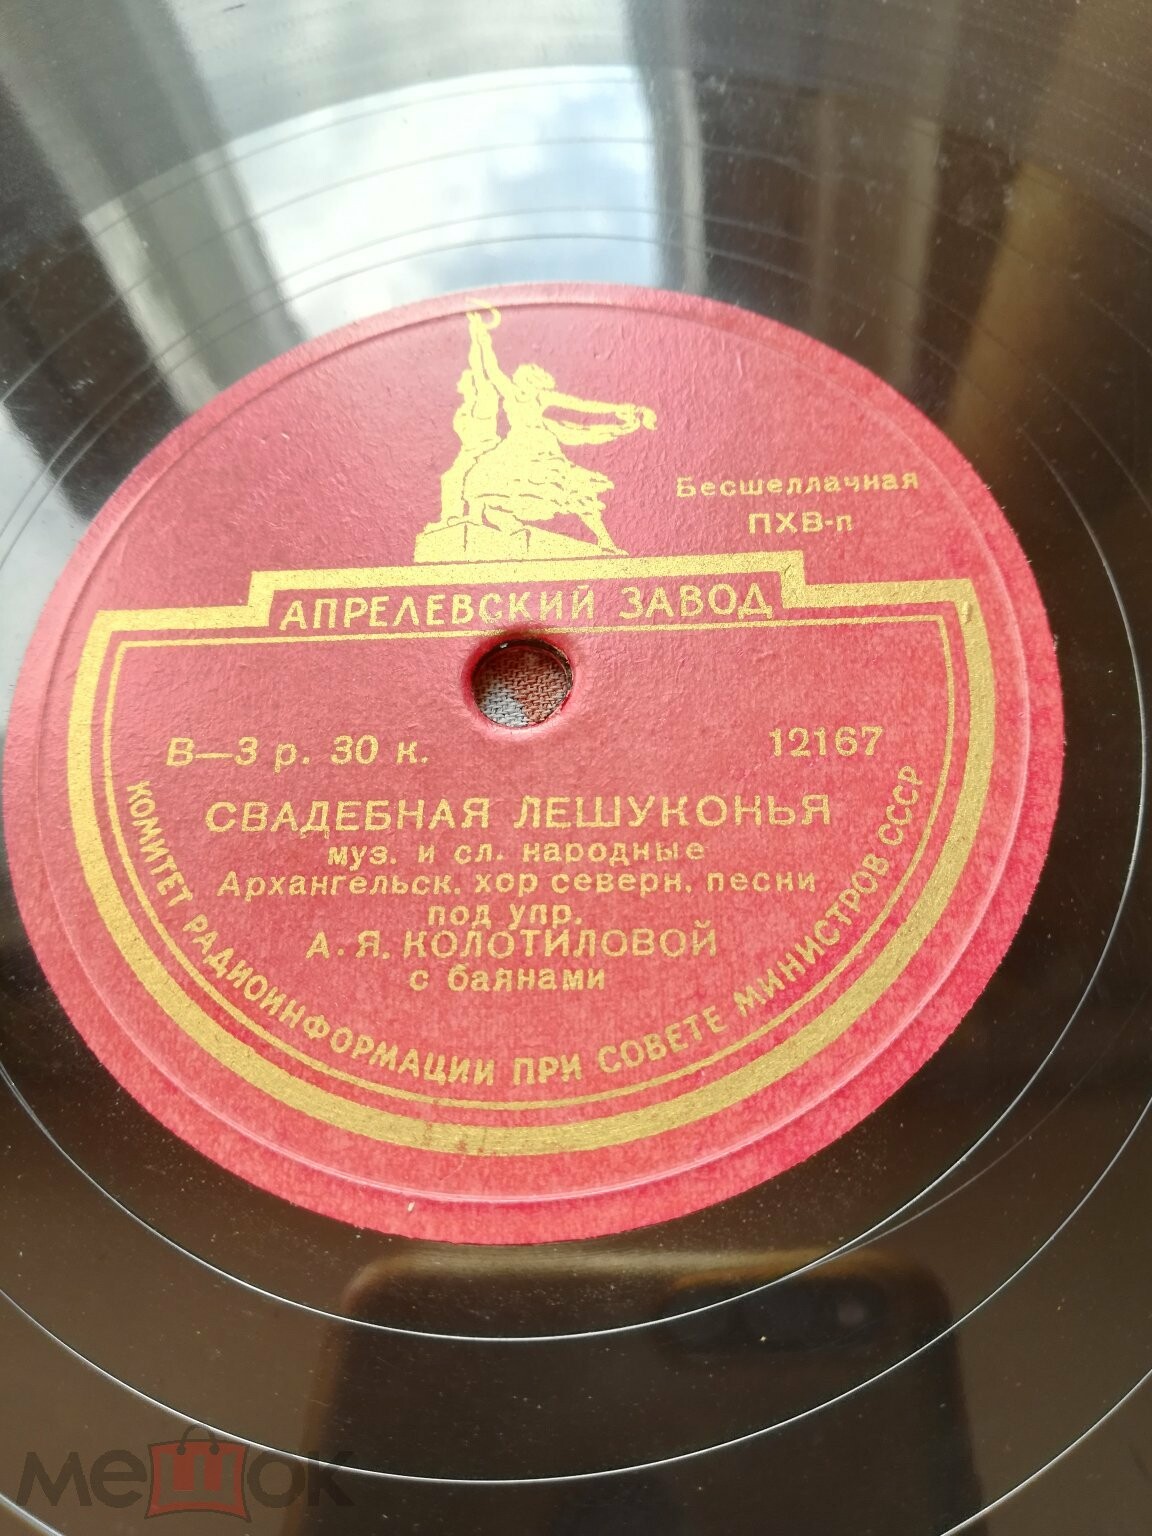 Бесшеллачная
ПХВ-п
АПРЕЛЕВСКИЙ ЗАВОД
В—3 р. 30 к.
12167
СВАДЕБНАЯ ЛЕШУКОНЬЯ
муз. и сл. народные
Архангельск. хор северн. песни
под упр.
А. Я. КОЛОТИЛОВОЙ
с баянами
КОМИТЕТ РАДИОИНФОРМАЦИИ ПРИ СОВЕТЕ МИНИСТРОВ СССР
мешок